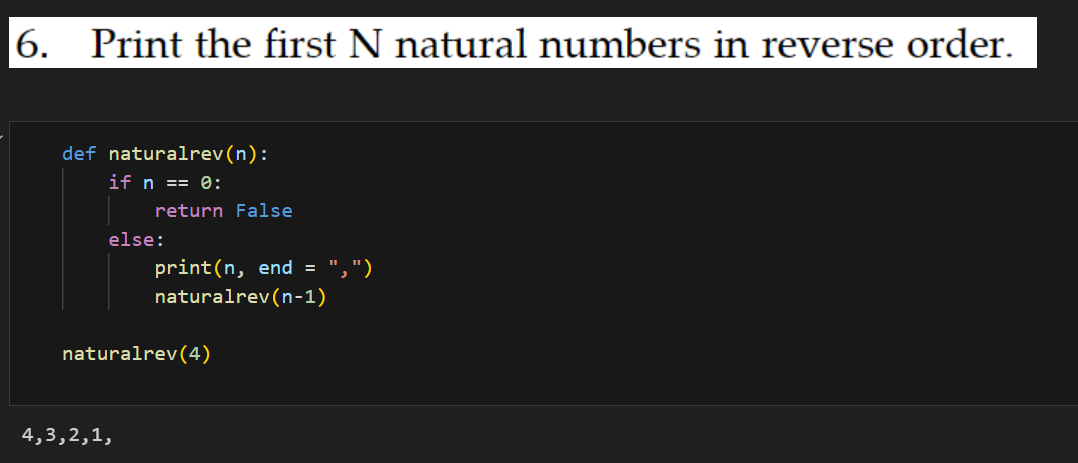 6. Print the first N natural numbers in reverse order.
def naturalrev(n):
    if n == 0:
        return False
    else:
        print(n, end = ",")
        naturalrev(n-1)
naturalrev(4)
4,3,2,1,